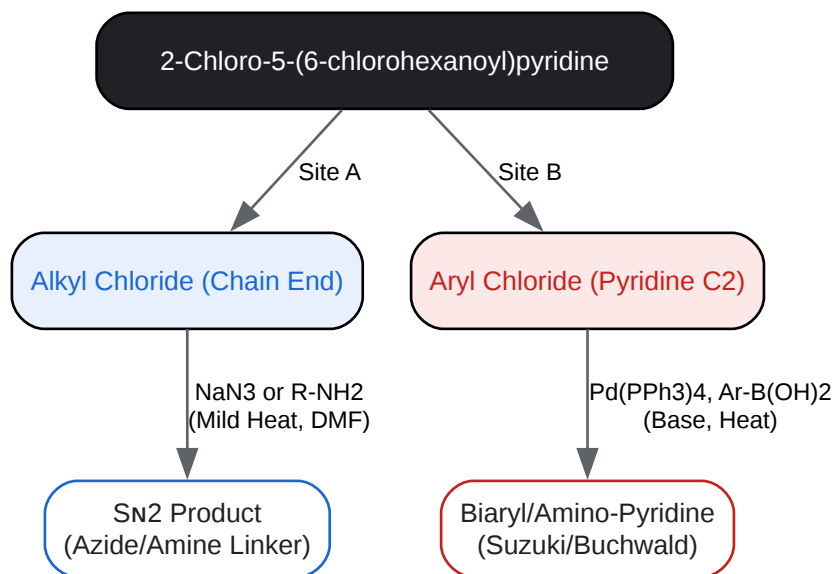 2-Chloro-5-(6-chlorohexanoyl)pyridine
Site A
Site B
Alkyl Chloride (Chain End)
Aryl Chloride (Pyridine C2)
NaN3 or R-NH2
(Mild Heat, DMF)
Pd(PPh3)4, Ar-B(OH)2
(Base, Heat)
SN2 Product
(Azide/Amine Linker)
Biaryl/Amino-Pyridine
(Suzuki/Buchwald)